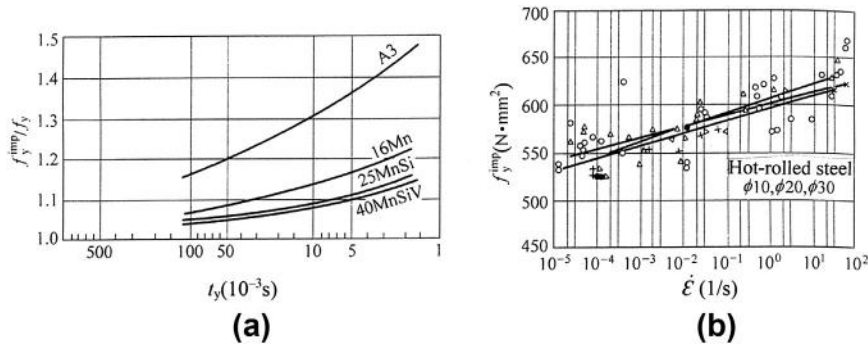 1.5
1.4
1.3
1.2
1.1
1.0
f_y^imp/f_y
A3
16Mn
25MnSi
40MnSiV
500 100 50 10 5 1
t_y(10^-3 s)
(a)
700
650
600
550
500
450
f_y^imp(N•mm^2)
Hot-rolled steel
ϕ10,ϕ20,ϕ30
10^-5 10^-4 10^-3 10^-2 10^-1 10^0 10^1 10^2
ε̇ (1/s)
(b)